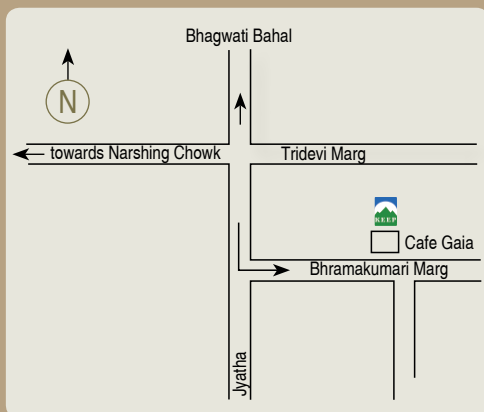 Bhagwati Bahal
N
towards Narshing Chowk
Tridevi Marg
KEEP
Cafe Gaia
Bhramakumari Marg
Jyatha